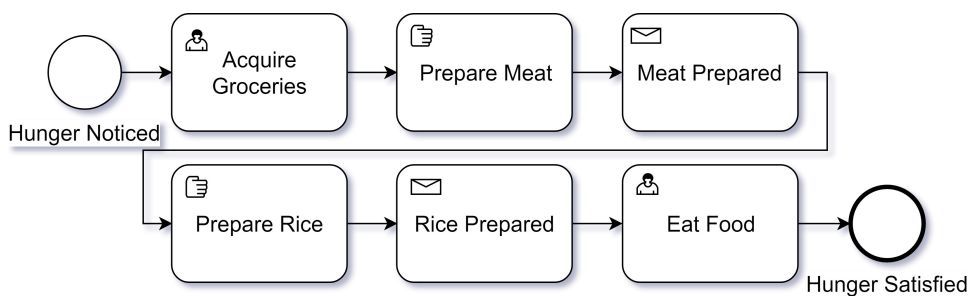 Acquire
Groceries
Prepare Meat
Meat Prepared
Hunger Noticed
Prepare Rice
Rice Prepared
Eat Food
Hunger Satisfied